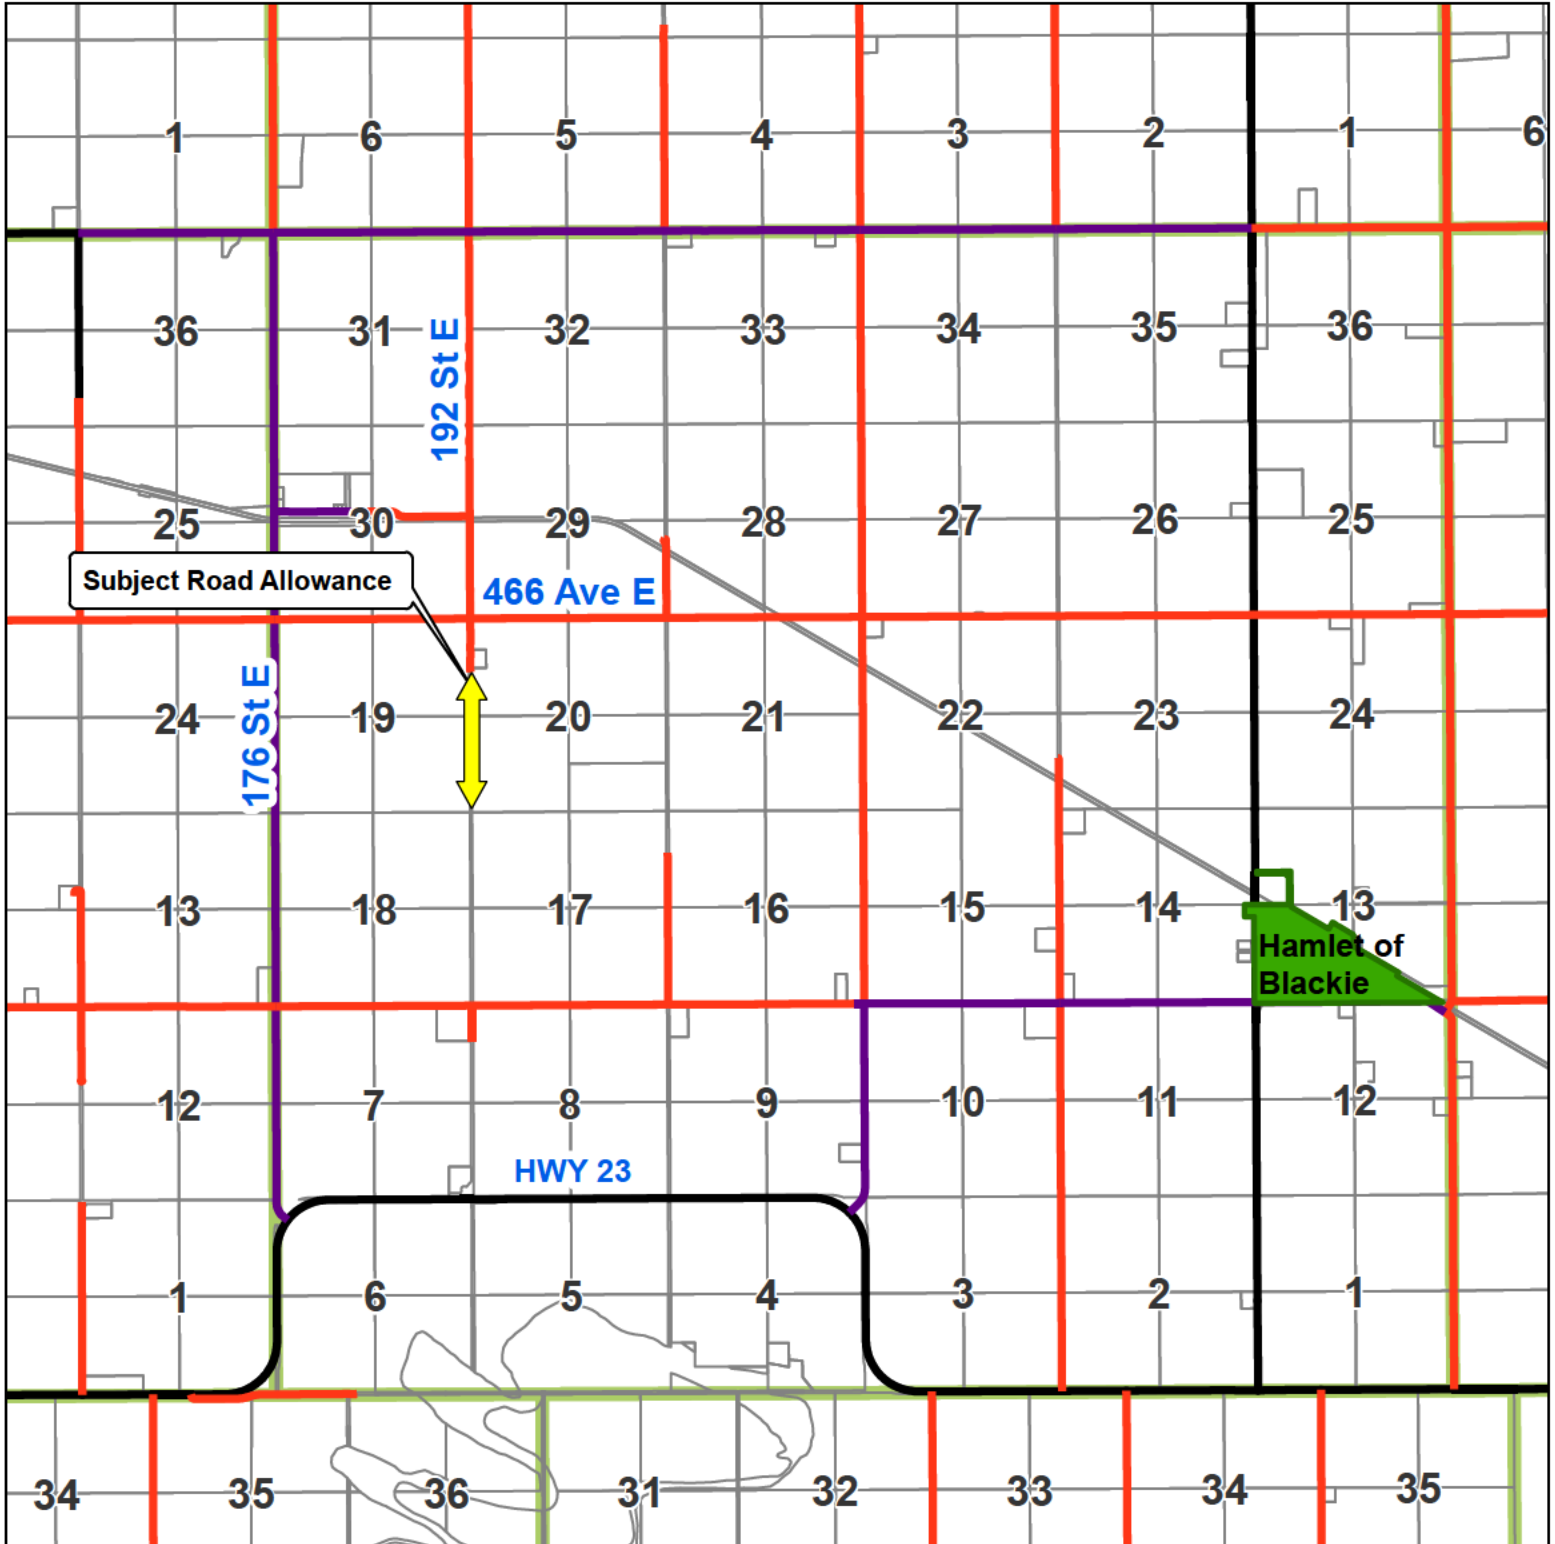 1 6 5 4 3 2 1 6
36 31 32 33 34 35 36
192 St E
25 30 29 28 27 26 25
Subject Road Allowance
466 Ave E
176 St E
24 19 20 21 22 23 24
13 18 17 16 15 14 13
Hamlet of
Blackie
12 7 8 9 10 11 12
HWY 23
1 6 5 4 3 2 1
34 35 36 31 32 33 34 35